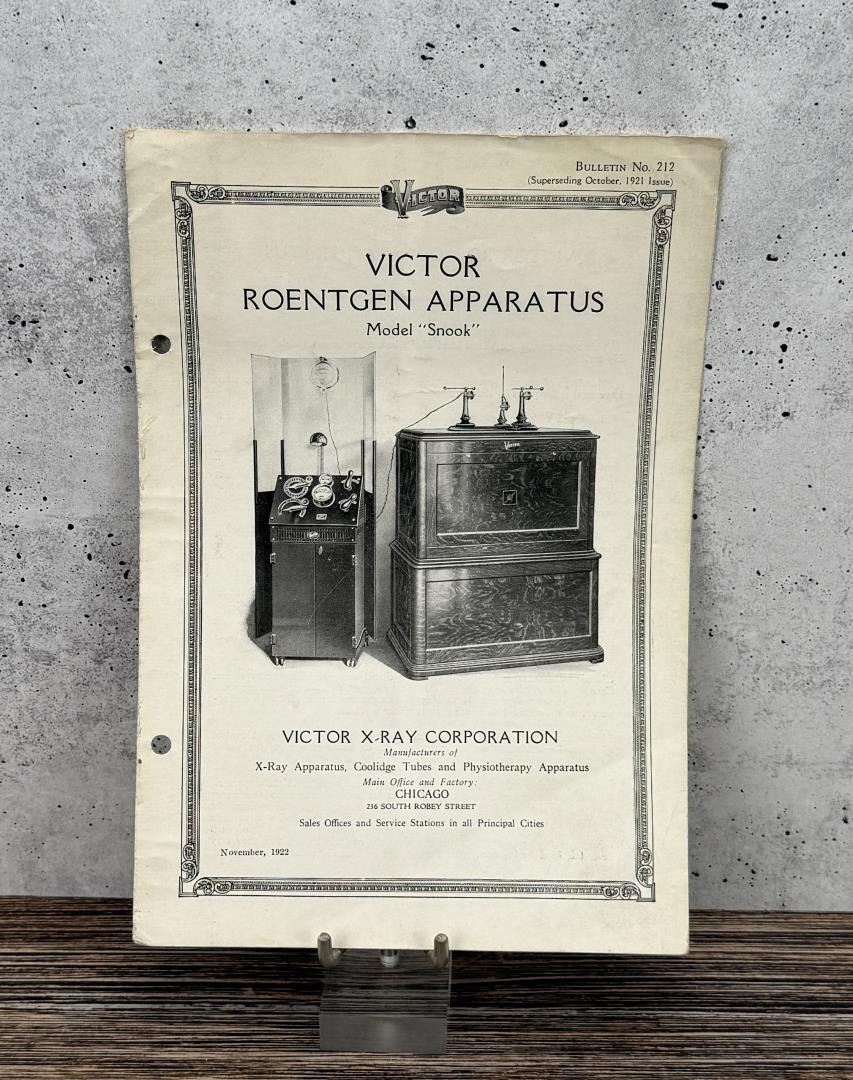 BULLETIN NO. 212
(Superseding October, 1921 Issue)
VICTOR
VICTOR
ROENTGEN APPARATUS
Model "Snook"
VICTOR
VICTOR X-RAY CORPORATION
Manufacturers of
X-Ray Apparatus, Coolidge Tubes and Physiotherapy Apparatus
Main Office and Factory:
CHICAGO
236 SOUTH ROBEY STREET
Sales Offices and Service Stations in all Principal Cities
November, 1922